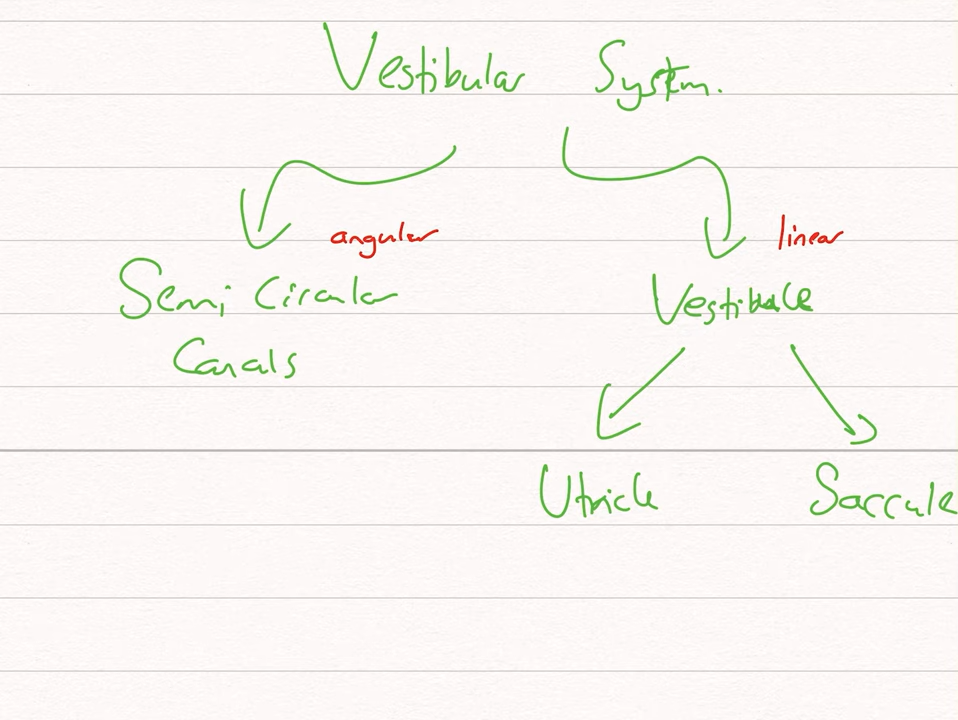 Vestibular System.
angular
linear
Semi Circular
Canals
Vestibule
Utricle
Saccule